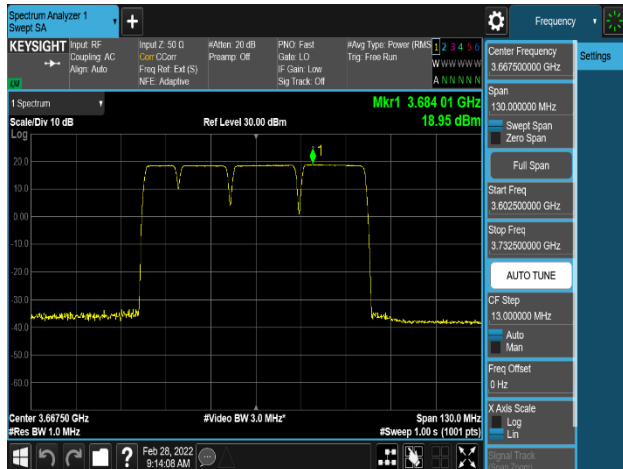 Spectrum Analyzer 1
Swept SA
+
Frequency
KEYSIGHT
Input: RF
Coupling: AC
Align: Auto
Input Z: 50 Ω
Corr CCorr
Freq Ref: Ext (S)
NFE: Adaptive
#Atten: 20 dB
Preamp: Off
PNO: Fast
Gate: LO
IF Gain: Low
Sig Track: Off
#Avg Type: Power (RMS
Trig: Free Run
1 2 3 4 5 6
W W W W W W
A N N N N N
Settings
Center Frequency
3.667500000 GHz
Span
130.000000 MHz
Swept Span
Zero Span
Full Span
Start Freq
3.602500000 GHz
Stop Freq
3.732500000 GHz
AUTO TUNE
CF Step
13.000000 MHz
Auto
Man
Freq Offset
0 Hz
X Axis Scale
Log
Lin
Signal Track
(Span Zoom)
1 Spectrum
Scale/Div 10 dB
Ref Level 30.00 dBm
Mkr1 3.684 01 GHz
18.95 dBm
Log
1
20.0
10.0
0.00
-10.0
-20.0
-30.0
-40.0
-50.0
-60.0
Center 3.66750 GHz
#Video BW 3.0 MHz*
Span 130.0 MHz
#Res BW 1.0 MHz
#Sweep 1.00 s (1001 pts)
?
Feb 28, 2022
9:14:08 AM